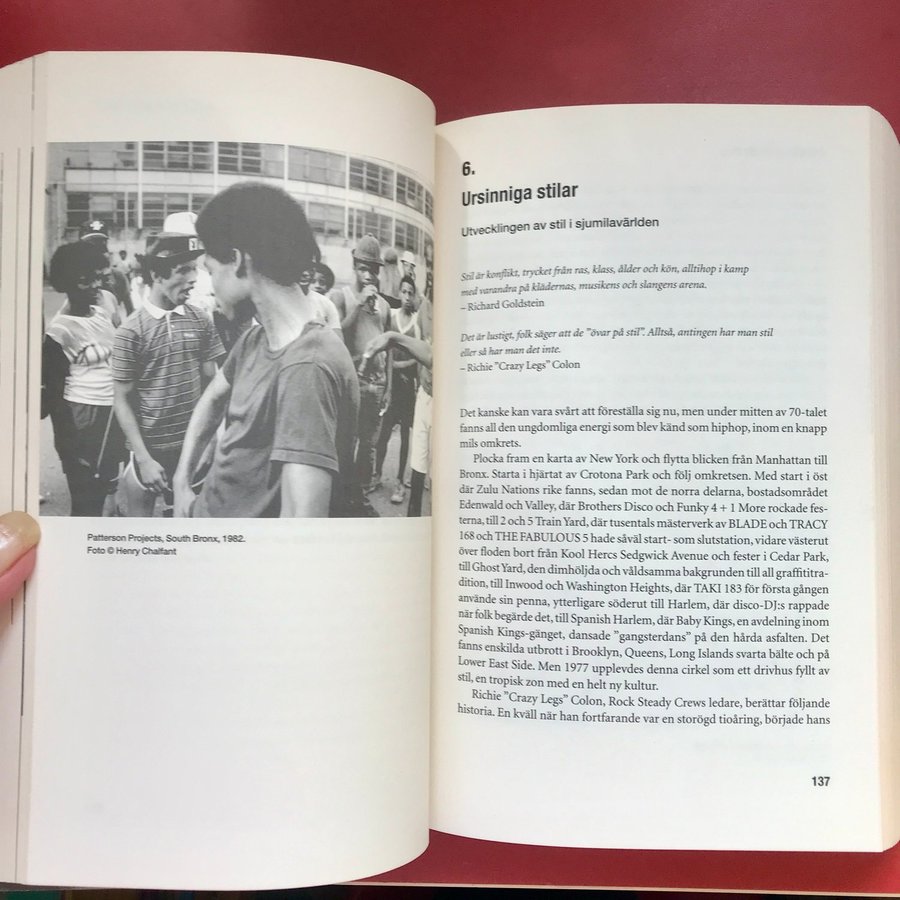 Patterson Projects, South Bronx, 1982.
Foto © Henry Chalfant
6.
Ursinniga stilar
Utvecklingen av stil i sjumilavärlden
Stil är konflikt, trycket från ras, klass, ålder och kön, alltihop i kamp
med varandra på klädernas, musikens och slangens arena.
– Richard Goldstein
Det är lustigt, folk säger att de ”övar på stil”. Alltså, antingen har man stil
eller så har man det inte.
– Richie ”Crazy Legs” Colon
Det kanske kan vara svårt att föreställa sig nu, men under mitten av 70-talet
fanns all den ungdomliga energi som blev känd som hiphop, inom en knapp
mils omkrets.
Plocka fram en karta av New York och flytta blicken från Manhattan till
Bronx. Starta i hjärtat av Crotona Park och följ omkretsen. Med start i öst
där Zulu Nations rike fanns, sedan mot de norra delarna, bostadsområdet
Edenwald och Valley, där Brothers Disco och Funky 4 + 1 More rockade fes-
terna, till 2 och 5 Train Yard, där tusentals mästerverk av BLADE och TRACY
168 och THE FABULOUS 5 hade såväl start- som slutstation, vidare västerut
över floden bort från Kool Hercs Sedgwick Avenue och fester i Cedar Park,
till Ghost Yard, den dimhöljda och våldsamma bakgrunden till all graffititra-
dition, till Inwood och Washington Heights, där TAKI 183 för första gången
använde sin penna, ytterligare söderut till Harlem, där disco-DJ:s rappade
när folk begärde det, till Spanish Harlem, där Baby Kings, en avdelning inom
Spanish Kings-gänget, dansade ”gangsterdans” på den hårda asfalten. Det
fanns enskilda utbrott i Brooklyn, Queens, Long Islands svarta bälte och på
Lower East Side. Men 1977 upplevdes denna cirkel som ett drivhus fyllt av
stil, en tropisk zon med en helt ny kultur.
Richie ”Crazy Legs” Colon, Rock Steady Crews ledare, berättar följande
historia. En kväll när han fortfarande var en storögd tioåring, började hans
137